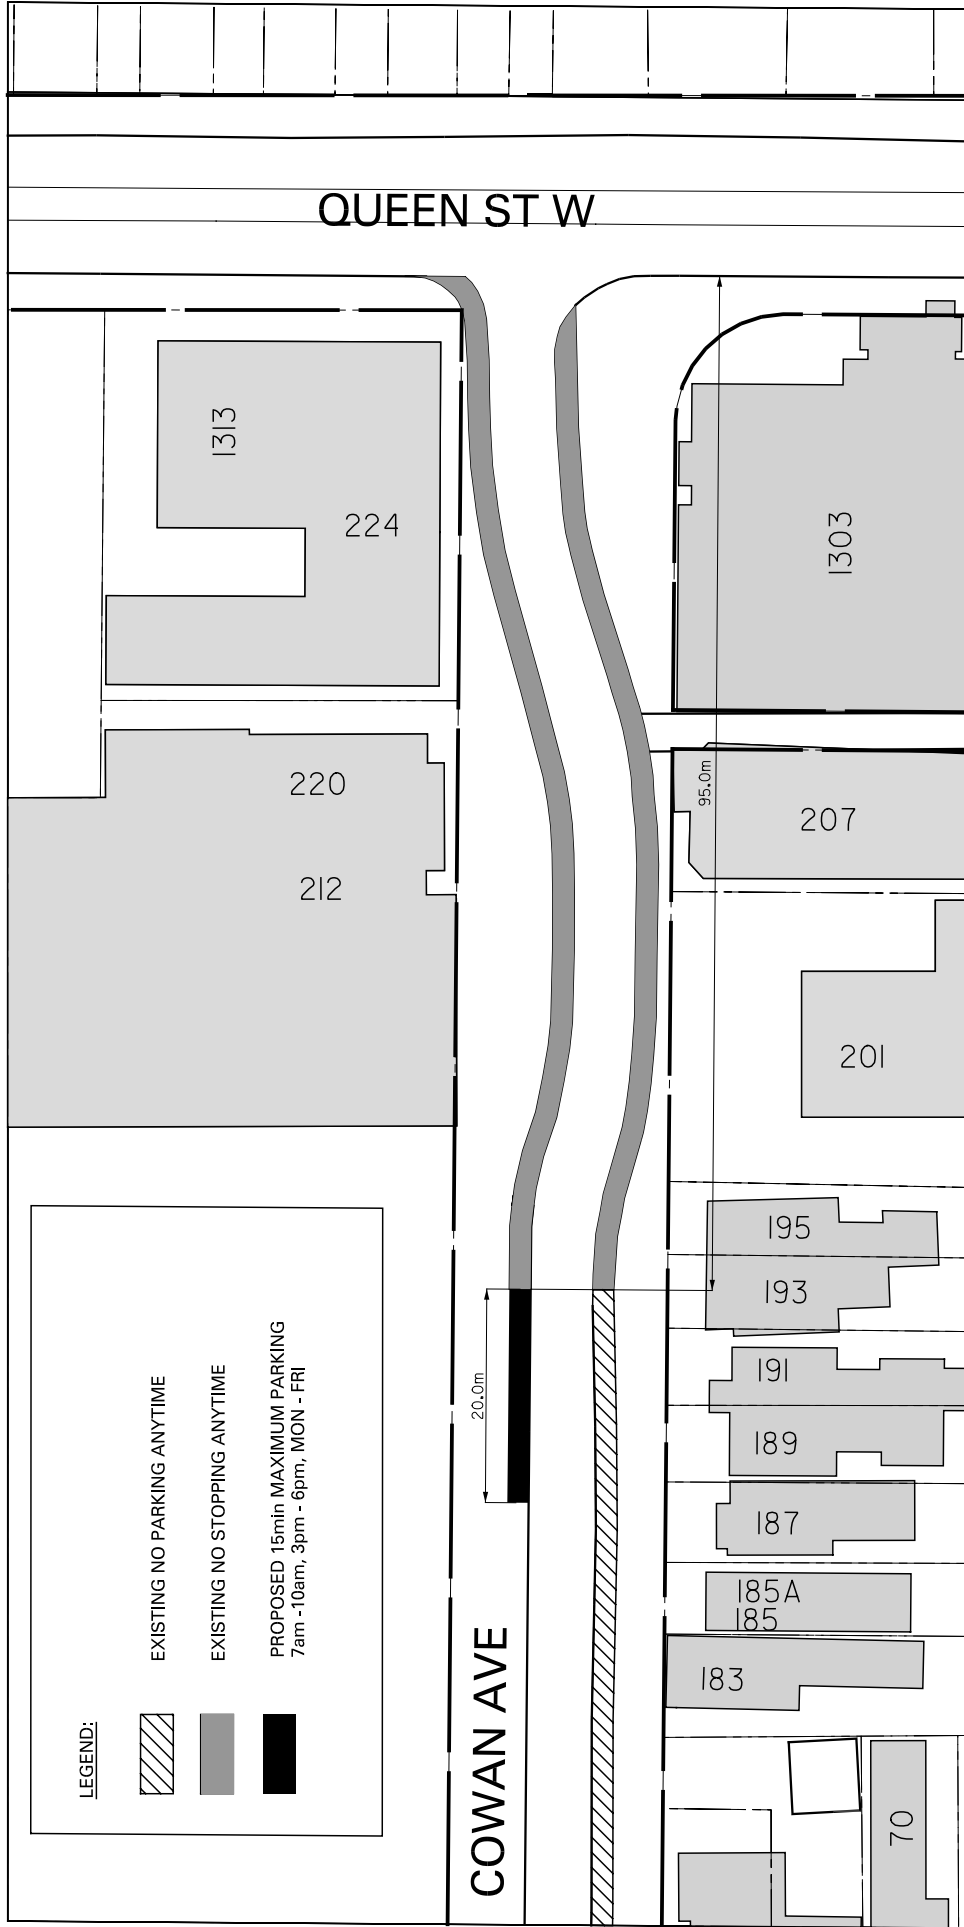 QUEEN ST W
1313
224
1303
220
212
95.0m
207
201
195
193
191
189
187
185A
185
183
70
20.0m
COWAN AVE
LEGEND:
EXISTING NO PARKING ANYTIME
EXISTING NO STOPPING ANYTIME
PROPOSED 15min MAXIMUM PARKING
7am -10am, 3pm - 6pm, MON - FRI